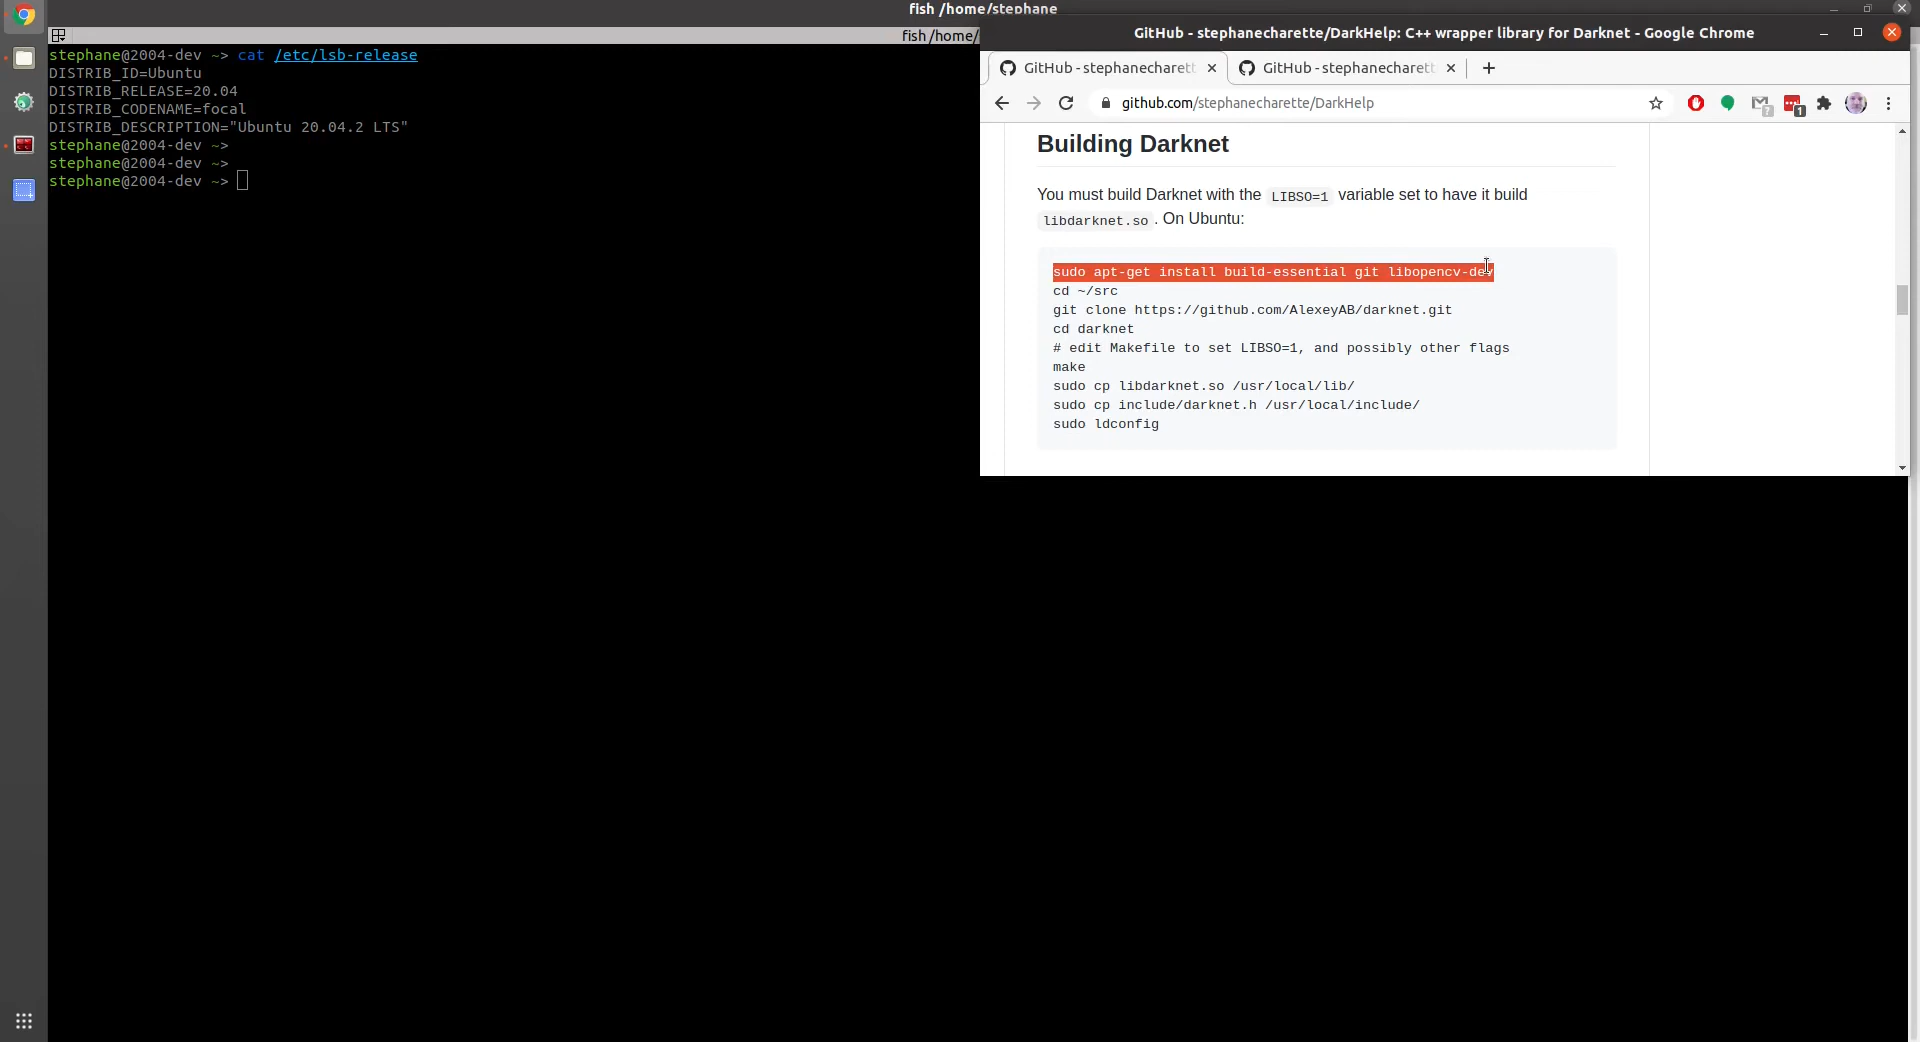 fish /home/stephane
fish /home/
stephane@2004-dev ~> cat /etc/lsb-release
DISTRIB_ID=Ubuntu
DISTRIB_RELEASE=20.04
DISTRIB_CODENAME=focal
DISTRIB_DESCRIPTION="Ubuntu 20.04.2 LTS"
stephane@2004-dev ~>
stephane@2004-dev ~>
stephane@2004-dev ~>
GitHub - stephanecharette/DarkHelp: C++ wrapper library for Darknet - Google Chrome
GitHub - stephanecharett
GitHub - stephanecharett
github.com/stephanecharette/DarkHelp
1
Building Darknet
You must build Darknet with the LIBSO=1 variable set to have it build
libdarknet.so. On Ubuntu:
sudo apt-get install build-essential git libopencv-dev
cd ~/src
git clone https://github.com/AlexeyAB/darknet.git
cd darknet
# edit Makefile to set LIBSO=1, and possibly other flags
make
sudo cp libdarknet.so /usr/local/lib/
sudo cp include/darknet.h /usr/local/include/
sudo ldconfig